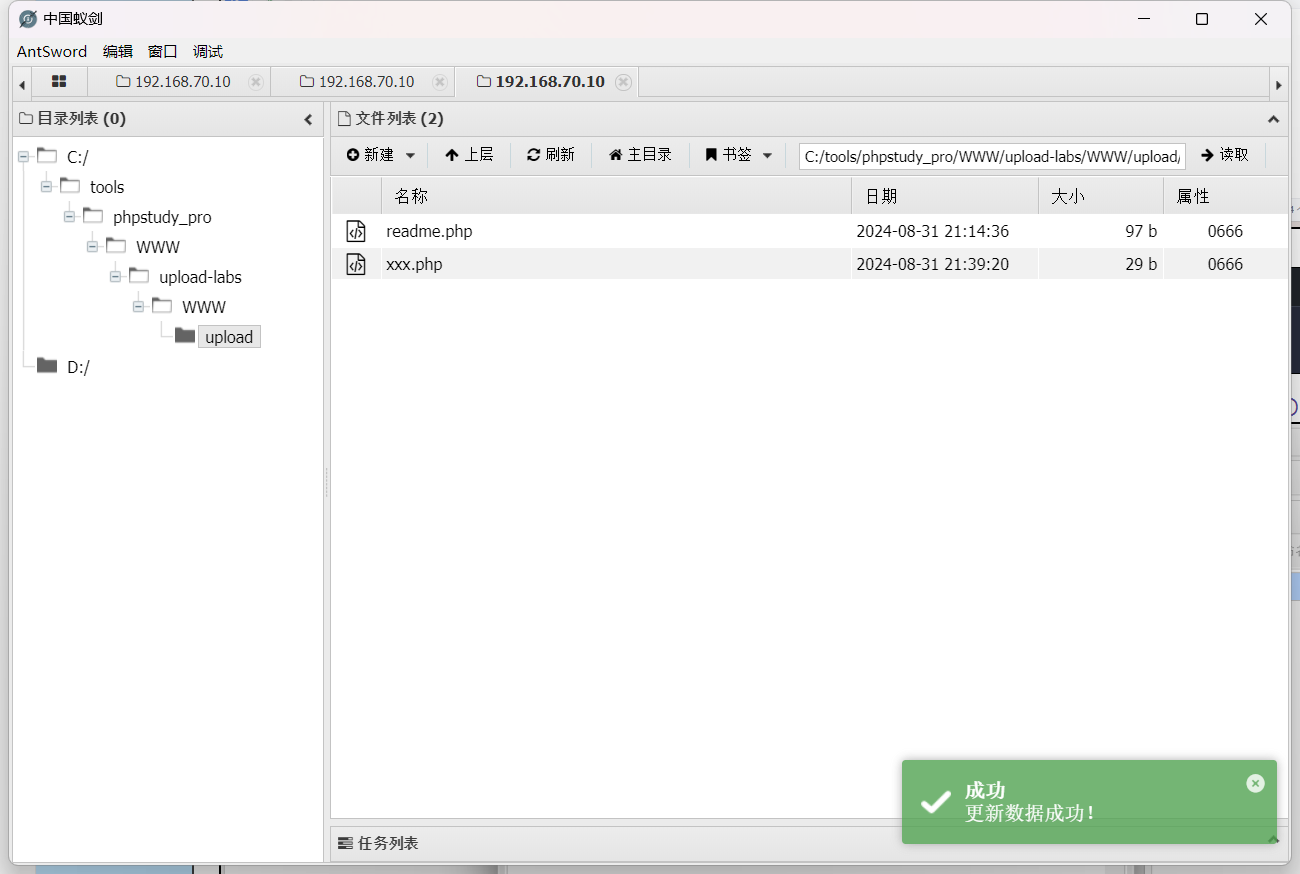 中国蚁剑
AntSword 编辑 窗口 调试
192.168.70.10 192.168.70.10 192.168.70.10
目录列表 (0)
C:/
tools
phpstudy_pro
WWW
upload-labs
WWW
upload
D:/
文件列表 (2)
新建 上层 刷新 主目录 书签 C:/tools/phpstudy_pro/WWW/upload-labs/WWW/upload/ 读取
名称 日期 大小 属性
readme.php 2024-08-31 21:14:36 97 b 0666
xxx.php 2024-08-31 21:39:20 29 b 0666
成功
更新数据成功!
任务列表